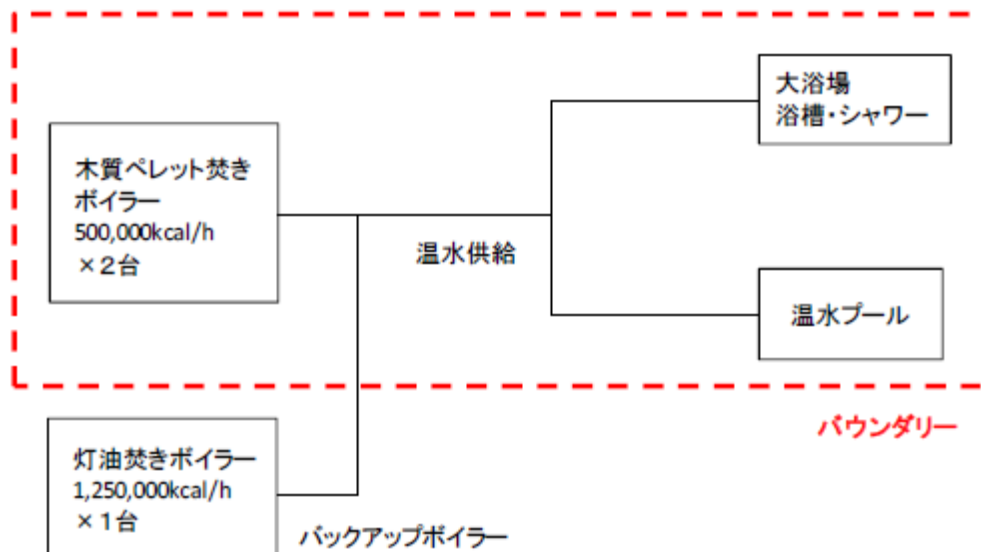 大浴場
浴槽・シャワー
木質ペレット焚き
ボイラー
500,000kcal/h
×2台
温水供給
温水プール
バウンダリー
灯油焚きボイラー
1,250,000kcal/h
×1台
バックアップボイラー